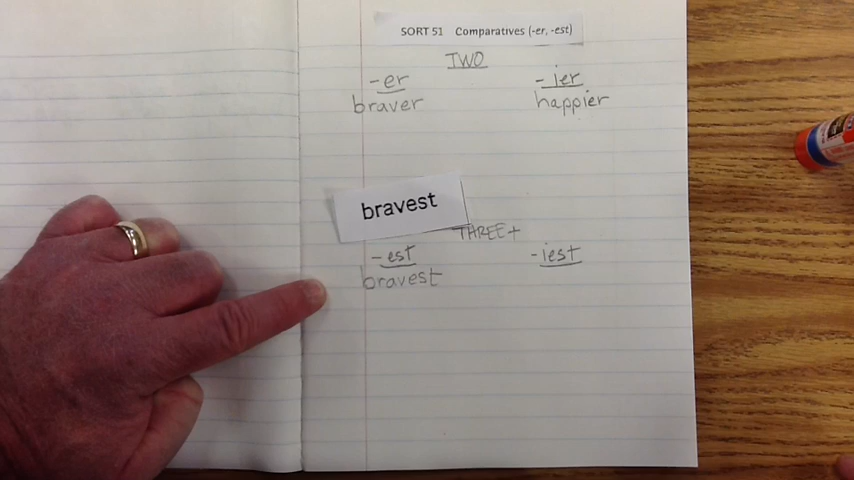 SORT 51 Comparatives (-er, -est)
TWO
-er -ier
braver happier
bravest
THREE+
-est -iest
bravest